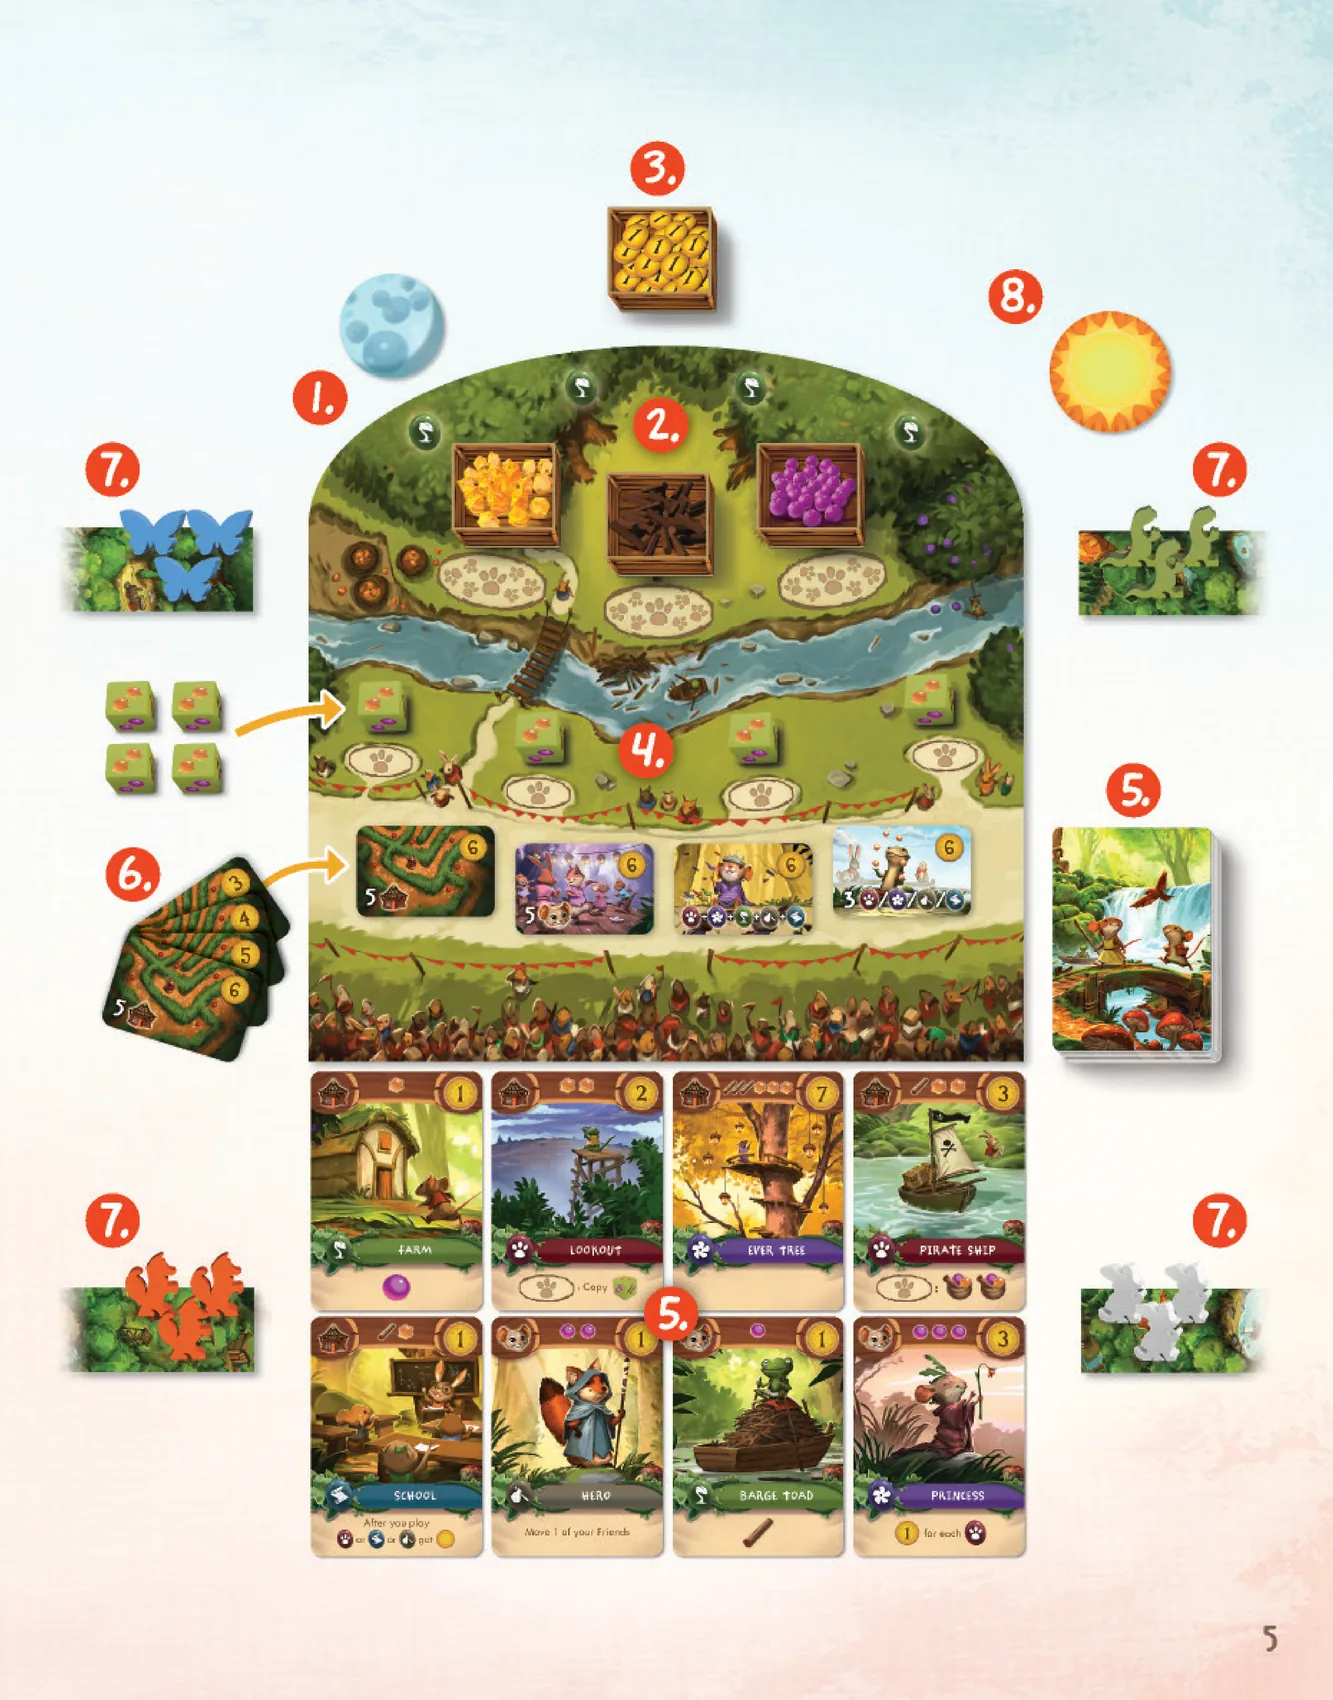 3.
8.
1.
2.
7.
7.
4.
5.
6.
3
4
5
6
5
6
5
6
5
6
6
3
1
2
7
3
FARM
LOOKOUT
EVER TREE
PIRATE SHIP
: Copy
:
7.
5.
7.
1
1
1
3
SCHOOL
HERO
BARGE TOAD
PRINCESS
After you play
or or get
Move 1 of your Friends
1 for each
5